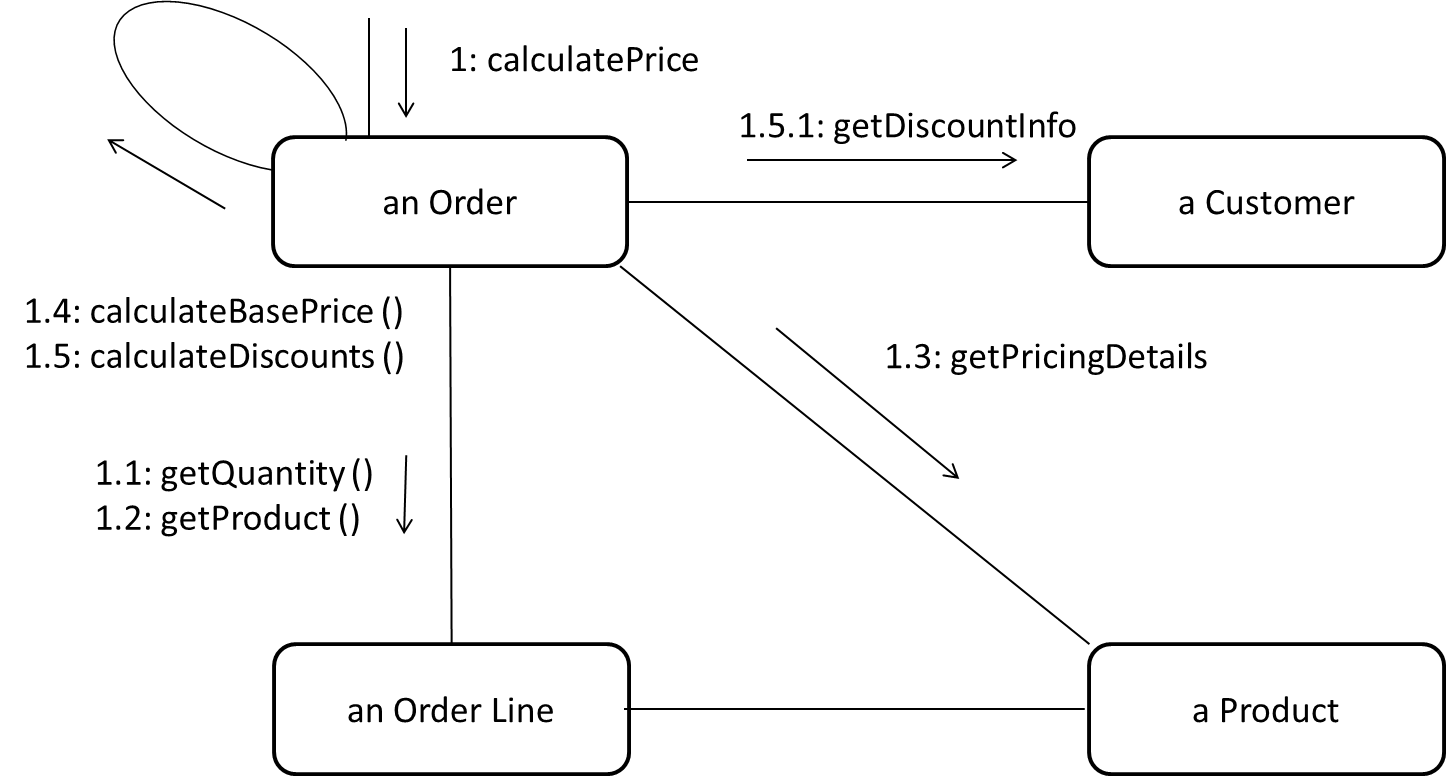 1: calculatePrice
1.5.1: getDiscountInfo
an Order
a Customer
1.4: calculateBasePrice ()
1.5: calculateDiscounts ()
1.3: getPricingDetails
1.1: getQuantity ()
1.2: getProduct ()
an Order Line
a Product